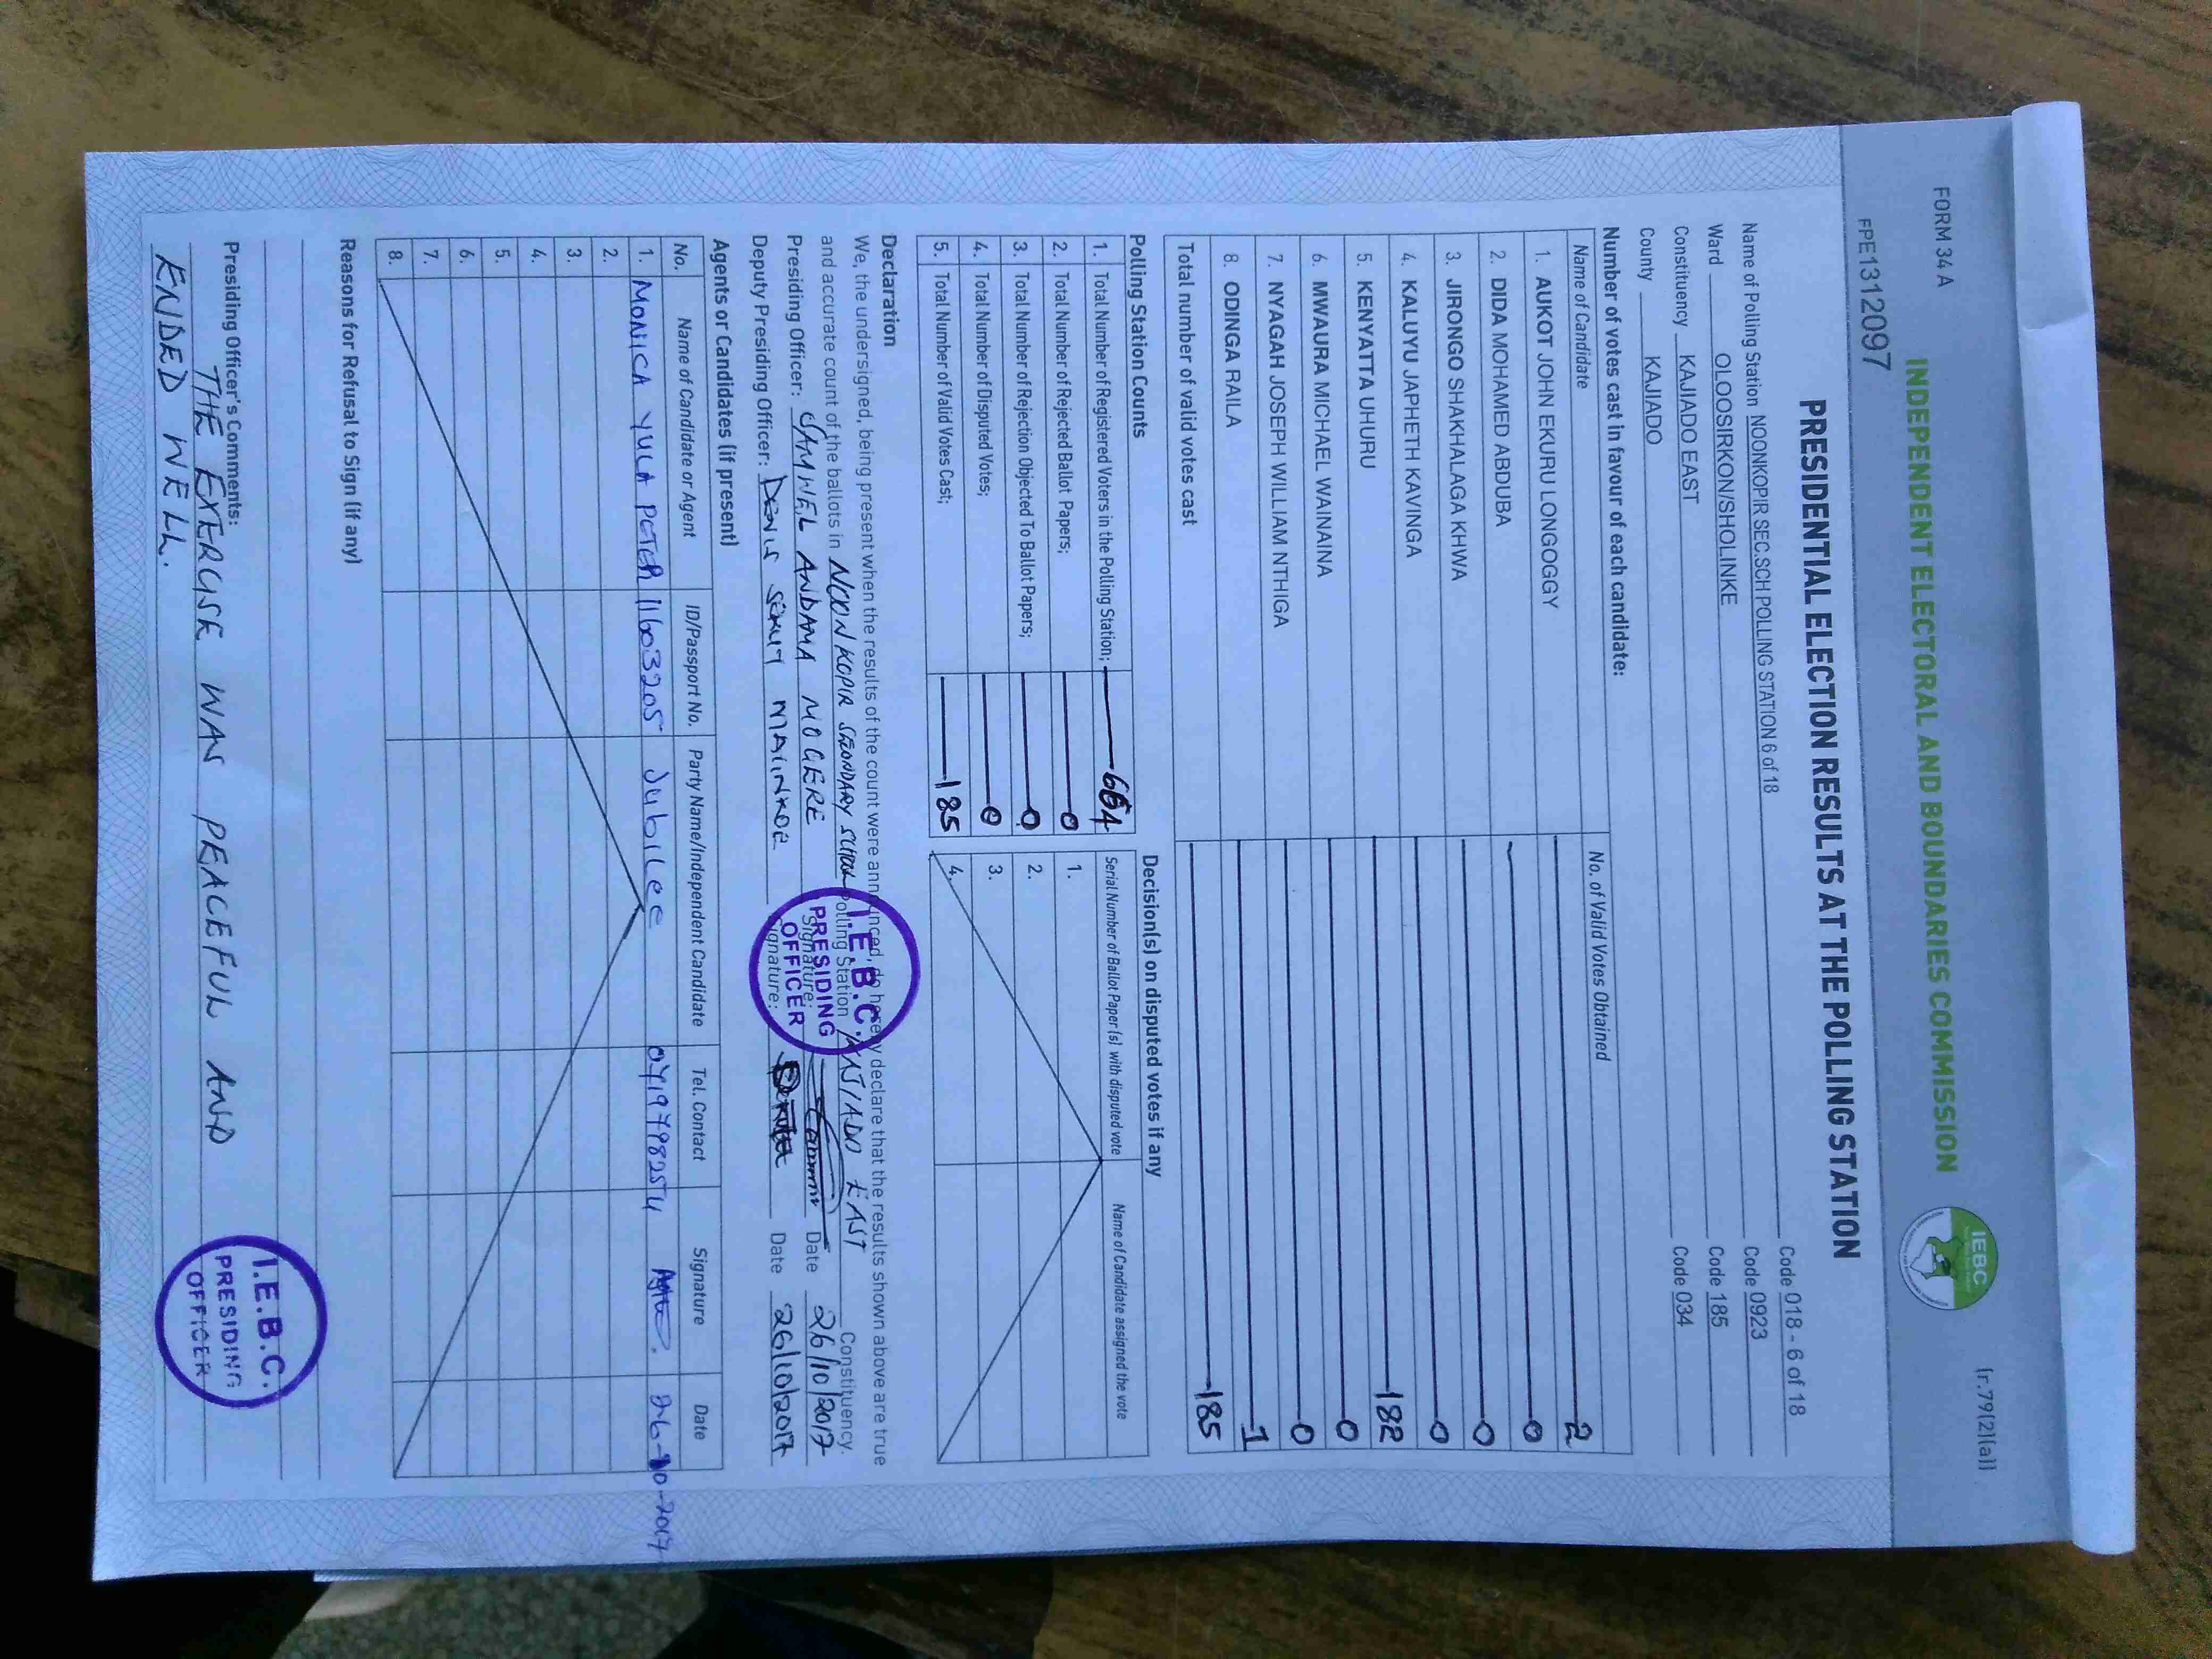 FORM 34 A
[r.79(2)(a)]
INDEPENDENT ELECTORAL AND BOUNDARIES COMMISSION
IEBC
FPE1312097
PRESIDENTIAL ELECTION RESULTS AT THE POLLING STATION
Name of Polling Station NOONKOPIR SEC.SCH POLLING STATION 6 of 18 Code 018 - 6 of 18
Ward OLOOSIRKON/SHOLINKE Code 0923
Constituency KAJIADO EAST Code 185
County KAJIADO Code 034
Number of votes cast in favour of each candidate:
Name of Candidate No. of Valid Votes Obtained
1. AUKOT JOHN EKURU LONGOGGY 2
2. DIDA MOHAMED ABDUBA 0
3. JIRONGO SHAKHALAGA KHWA 0
4. KALUYU JAPHETH KAVINGA 0
5. KENYATTA UHURU 182
6. MWAURA MICHAEL WAINAINA 0
7. NYAGAH JOSEPH WILLIAM NTHIGA 0
8. ODINGA RAILA 1
Total number of valid votes cast 185
Polling Station Counts
1. Total Number of Registered Voters in the Polling Station;
2. Total Number of Rejected Ballot Papers; 0
3. Total Number of Rejection Objected To Ballot Papers; 0
4. Total Number of Disputed Votes; 0
5. Total Number of Valid Votes Cast; 185
Decision(s) on disputed votes if any
Serial Number of Ballot Paper(s) with disputed vote Name of Candidate assigned the vote
1.
2.
3.
4.
Declaration
We, the undersigned, being present when the results of the count were announced, do hereby declare that the results shown above are true
and accurate count of the ballots in NOONKOPIR SECONDARY SCHOOL Polling Station KAJIADO EAST Constituency.
Presiding Officer: SAMWEL ANDAMA MOGERE Signature: Date 26/10/2017
Deputy Presiding Officer: DENIS Signature: Date 26/10/2017
I.E.B.C.
PRESIDING
OFFICER
Agents or Candidates (if present)
No. Name of Candidate or Agent ID/Passport No. Party Name/Independent Candidate Tel. Contact Signature Date
1. MONICA YULA PETER 11603205 Jubilee 0719798254 26-10-2017
2.
3.
4.
5.
6.
7.
8.
Reasons for Refusal to Sign (if any)
Presiding Officer's Comments:
THE EXERCISE WAS PEACEFUL AND
ENDED WELL.
I.E.B.C.
PRESIDING
OFFICER